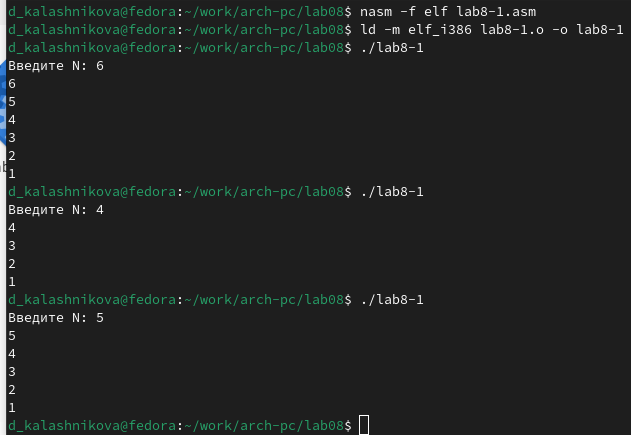 d_kalashnikova@fedora:~/work/arch-pc/lab08$ nasm -f elf lab8-1.asm
d_kalashnikova@fedora:~/work/arch-pc/lab08$ ld -m elf_i386 lab8-1.o -o lab8-1
d_kalashnikova@fedora:~/work/arch-pc/lab08$ ./lab8-1
Введите N: 6
6
5
4
3
2
1
d_kalashnikova@fedora:~/work/arch-pc/lab08$ ./lab8-1
Введите N: 4
4
3
2
1
d_kalashnikova@fedora:~/work/arch-pc/lab08$ ./lab8-1
Введите N: 5
5
4
3
2
1
d_kalashnikova@fedora:~/work/arch-pc/lab08$